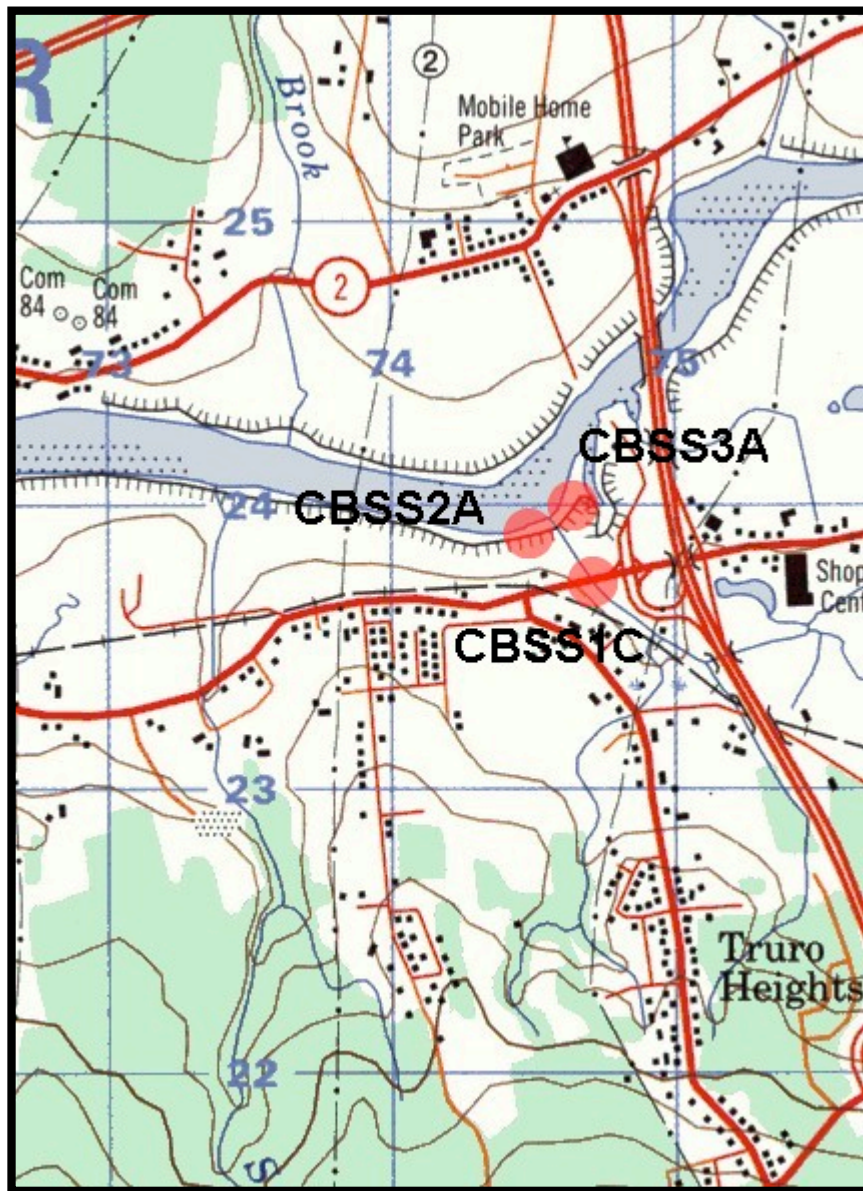 R
Brook
2
Mobile Home
Park
25
Com
84
Com
84
2
73
74
75
CBSS3A
24
CBSS2A
Shop
Cent
CBSS1C
23
Truro
Heights
22
S